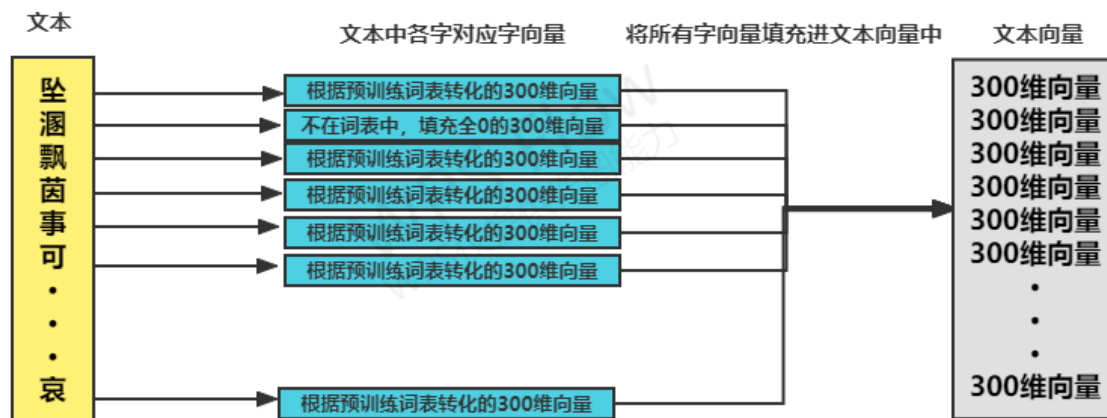 文本
文本中各字对应字向量
将所有字向量填充进文本向量中
文本向量
坠
溷
飘
茵
事
可
·
·
·
哀
根据预训练词表转化的300维向量
不在词表中，填充全0的300维向量
根据预训练词表转化的300维向量
根据预训练词表转化的300维向量
根据预训练词表转化的300维向量
根据预训练词表转化的300维向量
根据预训练词表转化的300维向量
300维向量
300维向量
300维向量
300维向量
300维向量
300维向量
·
·
·
300维向量